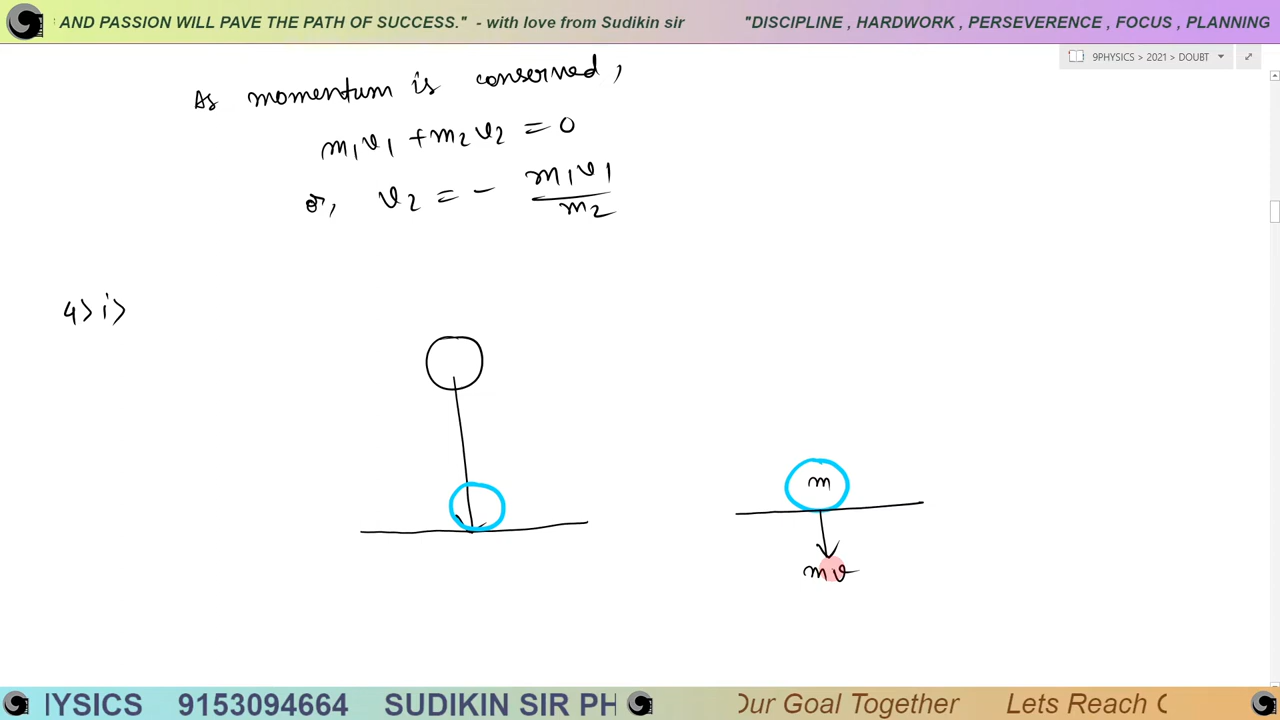 AND PASSION WILL PAVE THE PATH OF SUCCESS." - with love from Sudikin sir "DISCIPLINE , HARDWORK , PERSEVERENCE , FOCUS , PLANNING
9PHYSICS > 2021 > DOUBT
As momentum is conserved,
m₁v₁ + m₂v₂ = 0
or, v₂ = - m₁v₁/m₂
4> i>
m
mv
HYSICS 9153094664 SUDIKIN SIR PH Our Goal Together Lets Reach